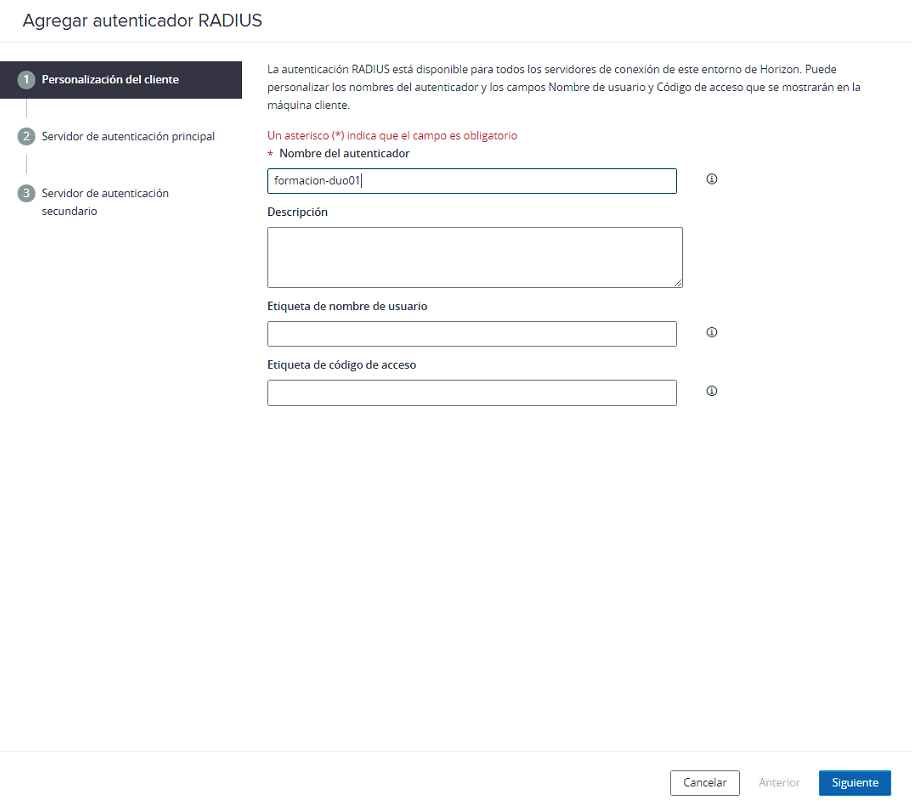 Agregar autenticador RADIUS
1 Personalización del cliente
2 Servidor de autenticación principal
3 Servidor de autenticación
secundario
La autenticación RADIUS está disponible para todos los servidores de conexión de este entorno de Horizon. Puede
personalizar los nombres del autenticador y los campos Nombre de usuario y Código de acceso que se mostrarán en la
máquina cliente.
Un asterisco (*) indica que el campo es obligatorio
* Nombre del autenticador
formacion-duo01
Descripción
Etiqueta de nombre de usuario
Etiqueta de código de acceso
Cancelar
Anterior
Siguiente